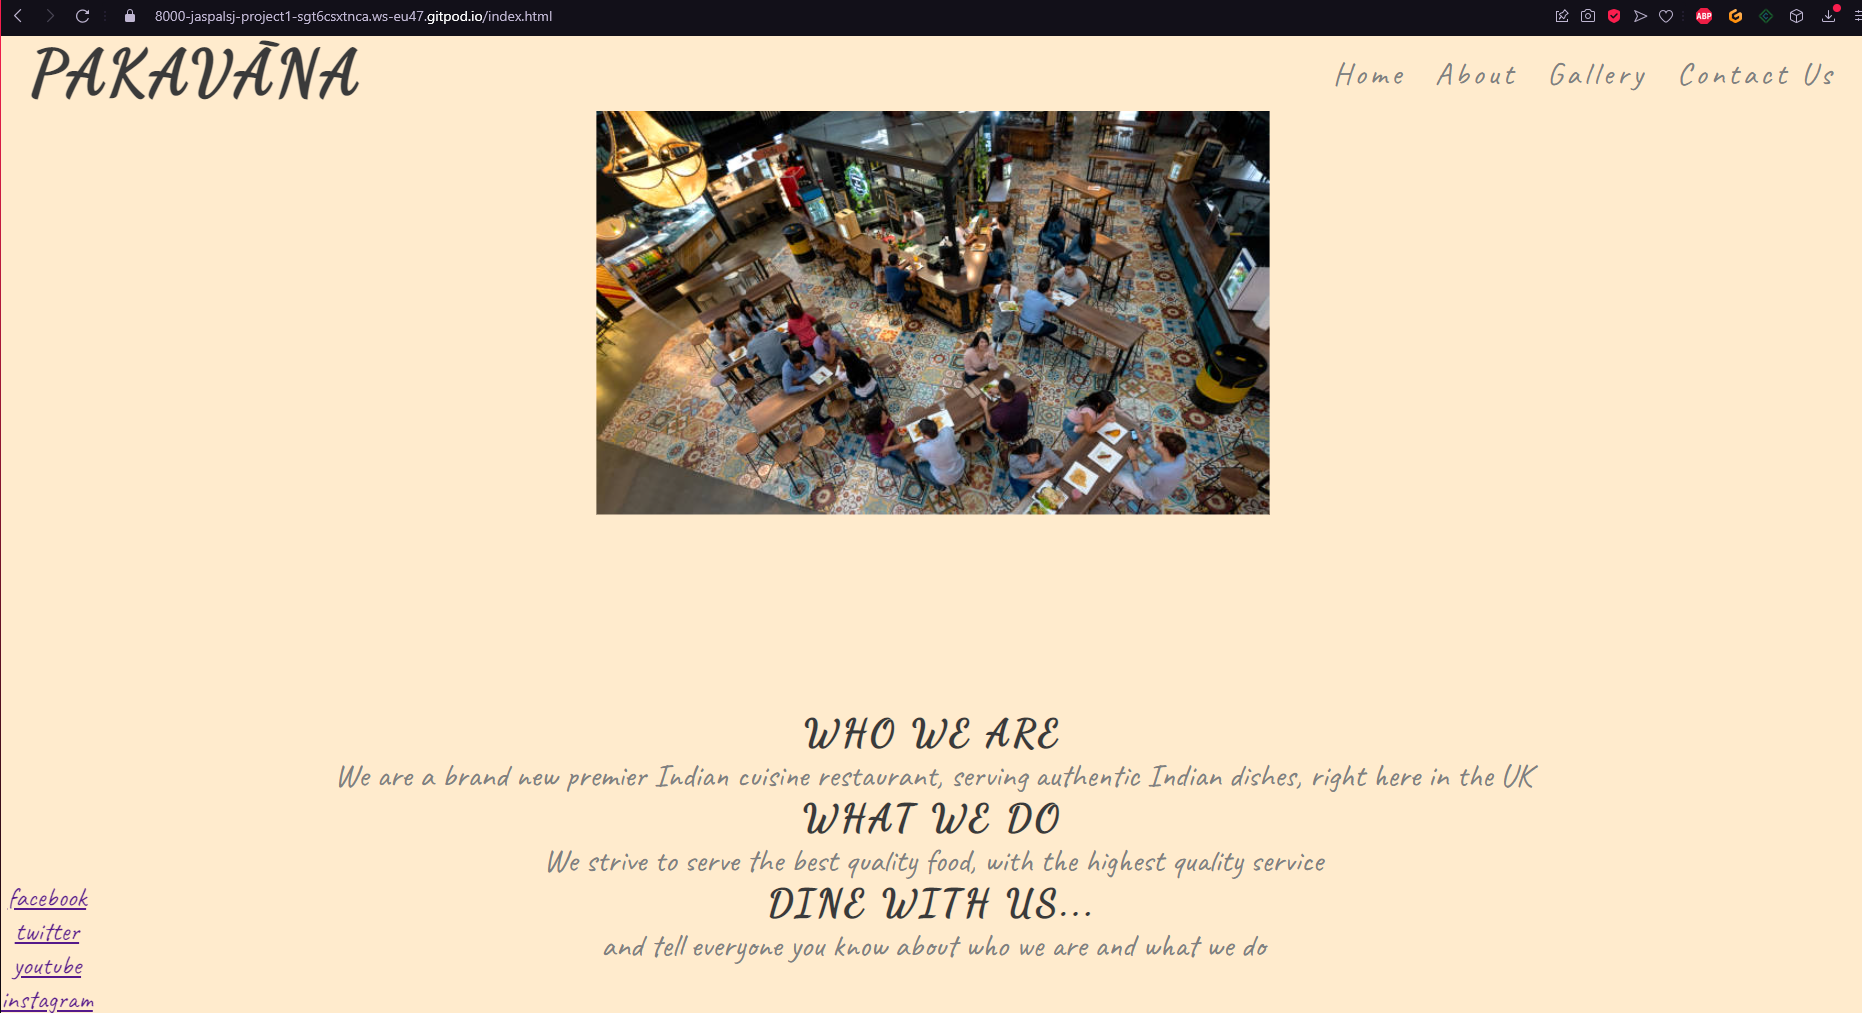 8000-jaspalsj-project1-sgt6csxtnca.ws-eu47.gitpod.io/index.html
ABP
PAKAVĀNA
Home About Gallery Contact Us
WHO WE ARE
We are a brand new premier Indian cuisine restaurant, serving authentic Indian dishes, right here in the UK
WHAT WE DO
We strive to serve the best quality food, with the highest quality service
DINE WITH US...
and tell everyone you know about who we are and what we do
facebook
twitter
youtube
instagram